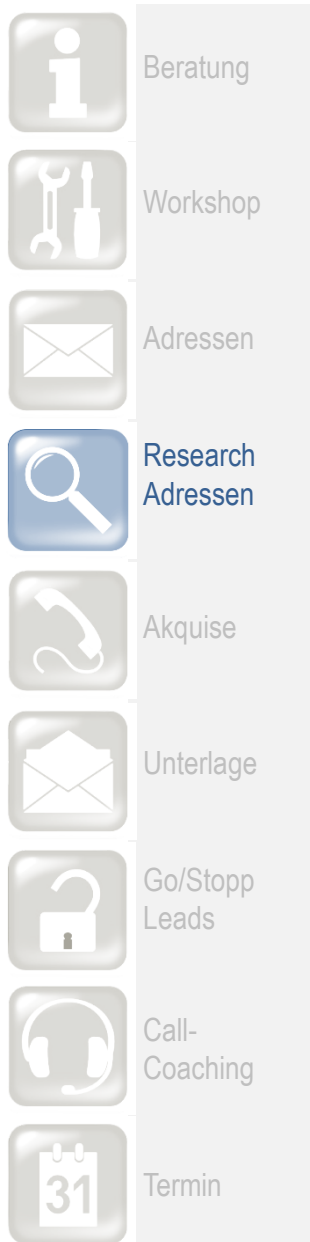 Beratung
Workshop
Adressen
Research
Adressen
Akquise
Unterlage
Go/Stopp
Leads
Call-
Coaching
31
Termin